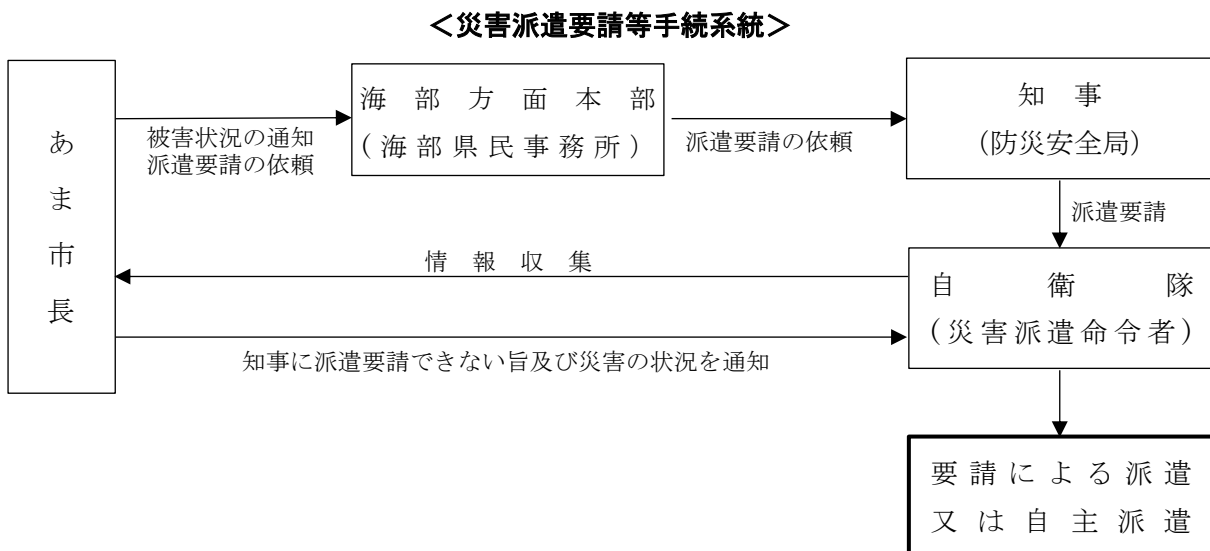 ＜災害派遣要請等手続系統＞
あま市長
被害状況の通知
派遣要請の依頼
海部方面本部
（海部県民事務所）
派遣要請の依頼
知事
(防災安全局)
派遣要請
情報収集
自衛隊
（災害派遣命令者）
知事に派遣要請できない旨及び災害の状況を通知
要請による派遣
又は自主派遣